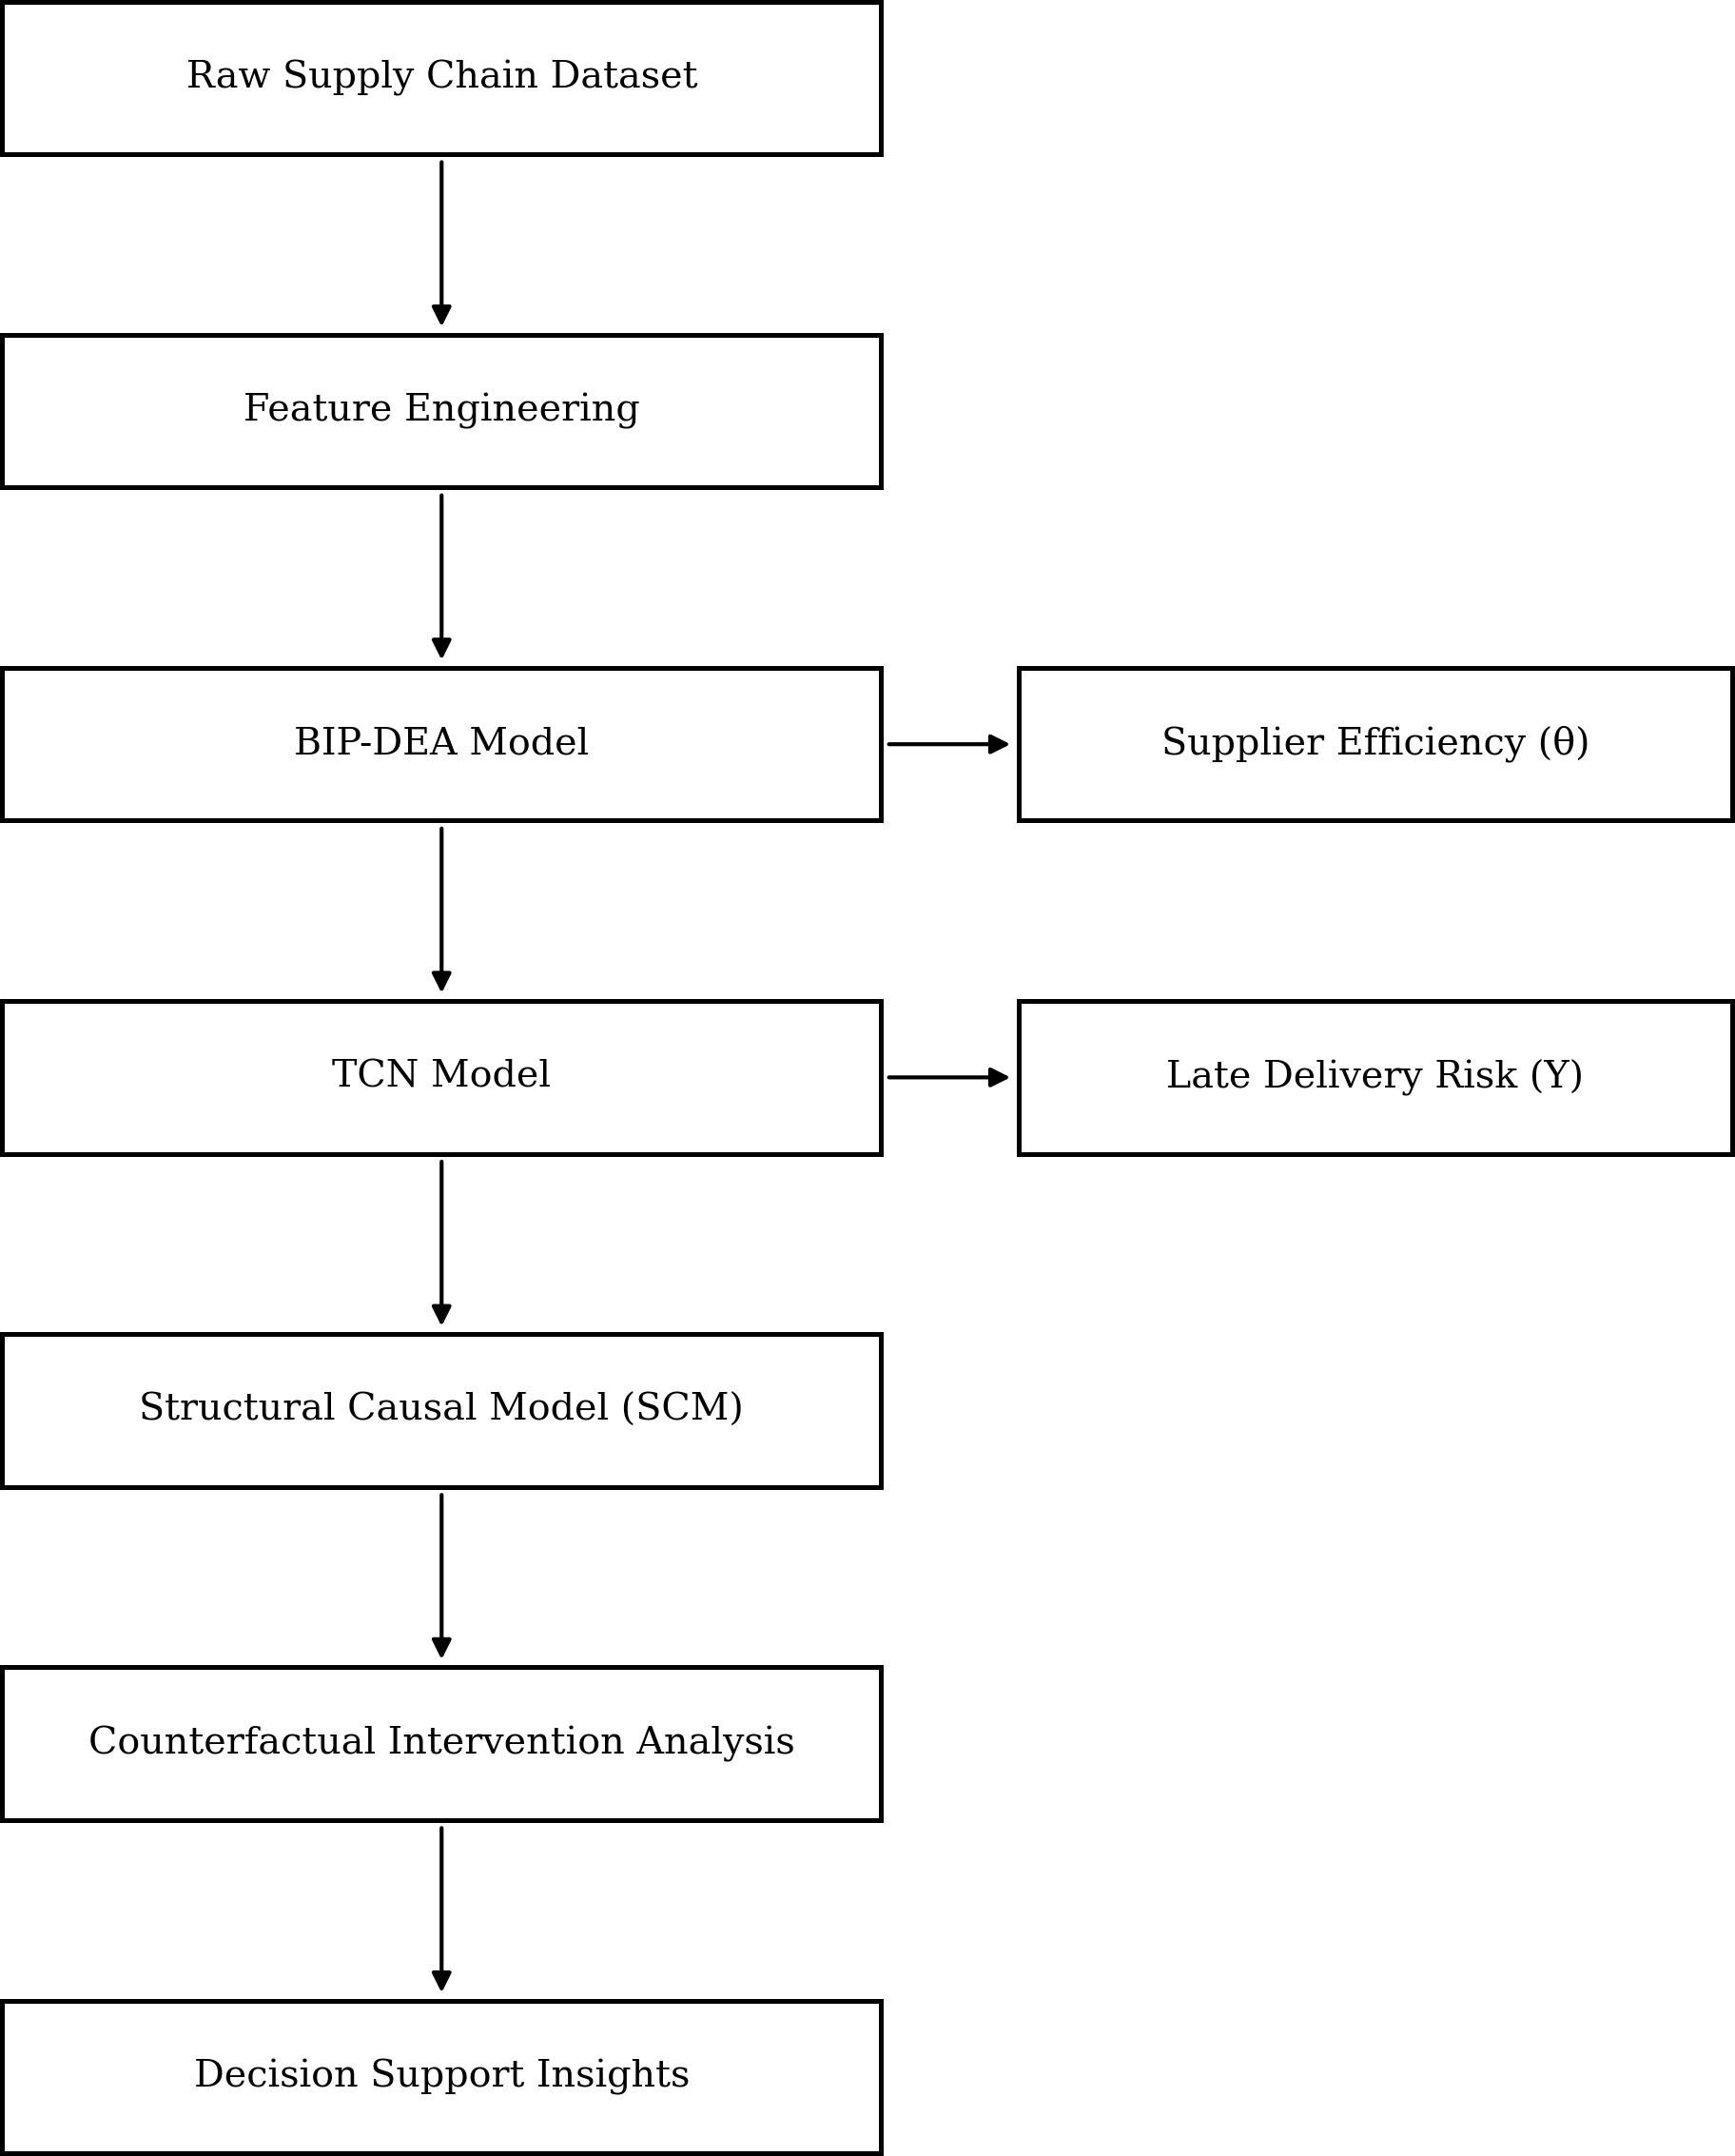 Raw Supply Chain Dataset
Feature Engineering
BIP-DEA Model
Supplier Efficiency (θ)
TCN Model
Late Delivery Risk (Y)
Structural Causal Model (SCM)
Counterfactual Intervention Analysis
Decision Support Insights